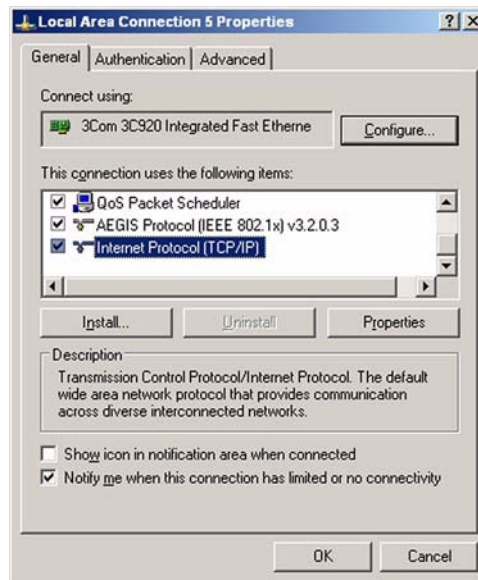 Local Area Connection 5 Properties
General Authentication Advanced
Connect using:
3Com 3C920 Integrated Fast Etherne Configure...
This connection uses the following items:
QoS Packet Scheduler
AEGIS Protocol (IEEE 802.1x) v3.2.0.3
Internet Protocol (TCP/IP)
Install... Uninstall Properties
Description
Transmission Control Protocol/Internet Protocol. The default
wide area network protocol that provides communication
across diverse interconnected networks.
Show icon in notification area when connected
Notify me when this connection has limited or no connectivity
OK Cancel